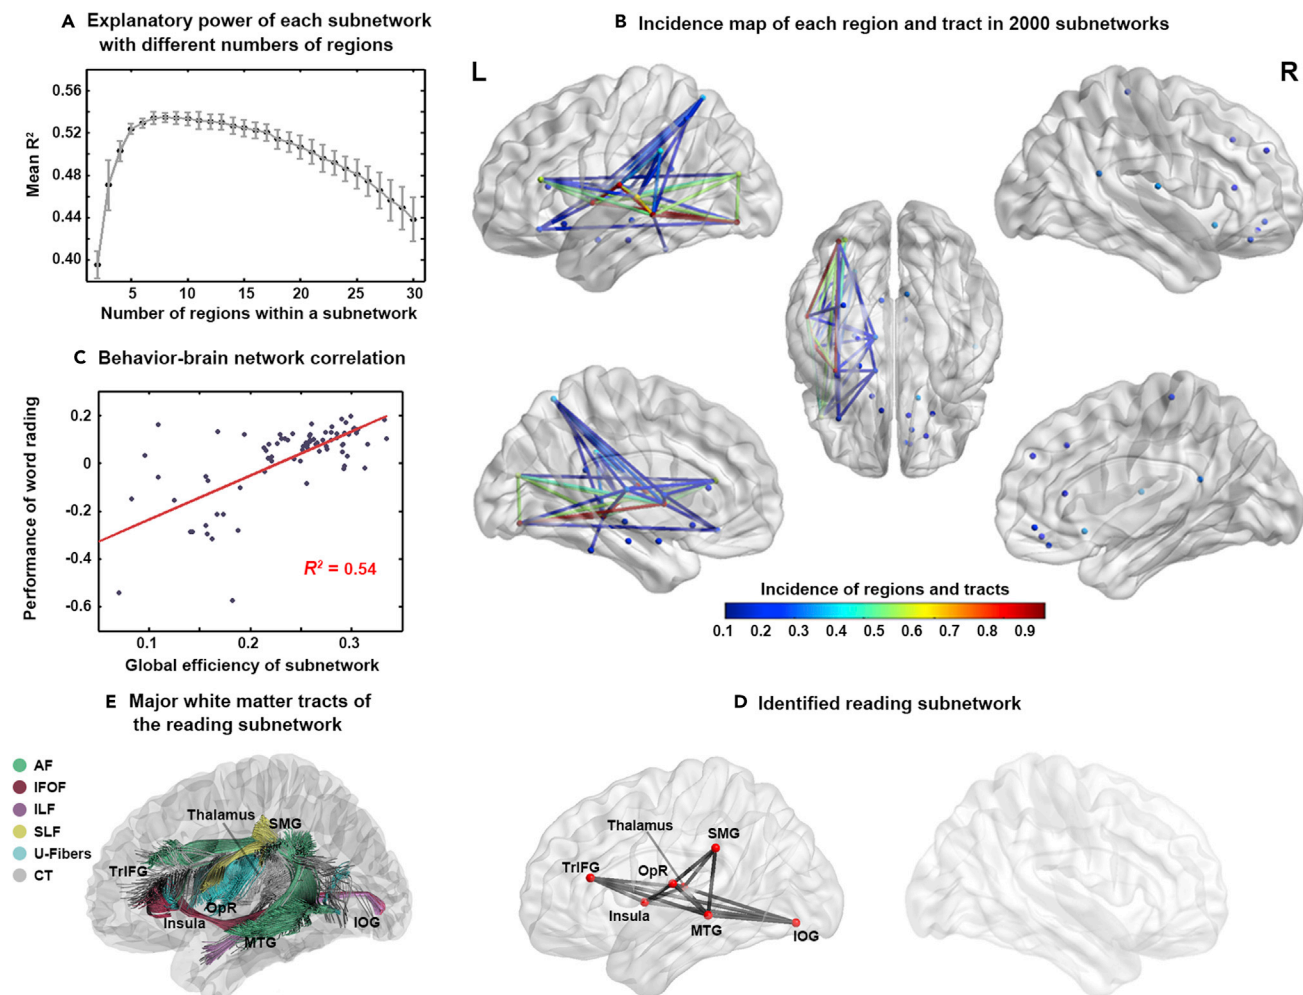 A Explanatory power of each subnetwork
with different numbers of regions
Mean R²
0.56
0.52
0.48
0.44
0.40
5 10 15 20 25 30
Number of regions within a subnetwork
B Incidence map of each region and tract in 2000 subnetworks
L R
Incidence of regions and tracts
0.1 0.2 0.3 0.4 0.5 0.6 0.7 0.8 0.9
C Behavior-brain network correlation
Performance of word rading
0.2
0
-0.2
-0.4
-0.6
R² = 0.54
0.1 0.2 0.3
Global efficiency of subnetwork
E Major white matter tracts of
the reading subnetwork
AF
IFOF
ILF
SLF
U-Fibers
CT
Thalamus
SMG
TrIFG
OpR
Insula
MTG
IOG
D Identified reading subnetwork
Thalamus
SMG
TrIFG
OpR
Insula
MTG
IOG